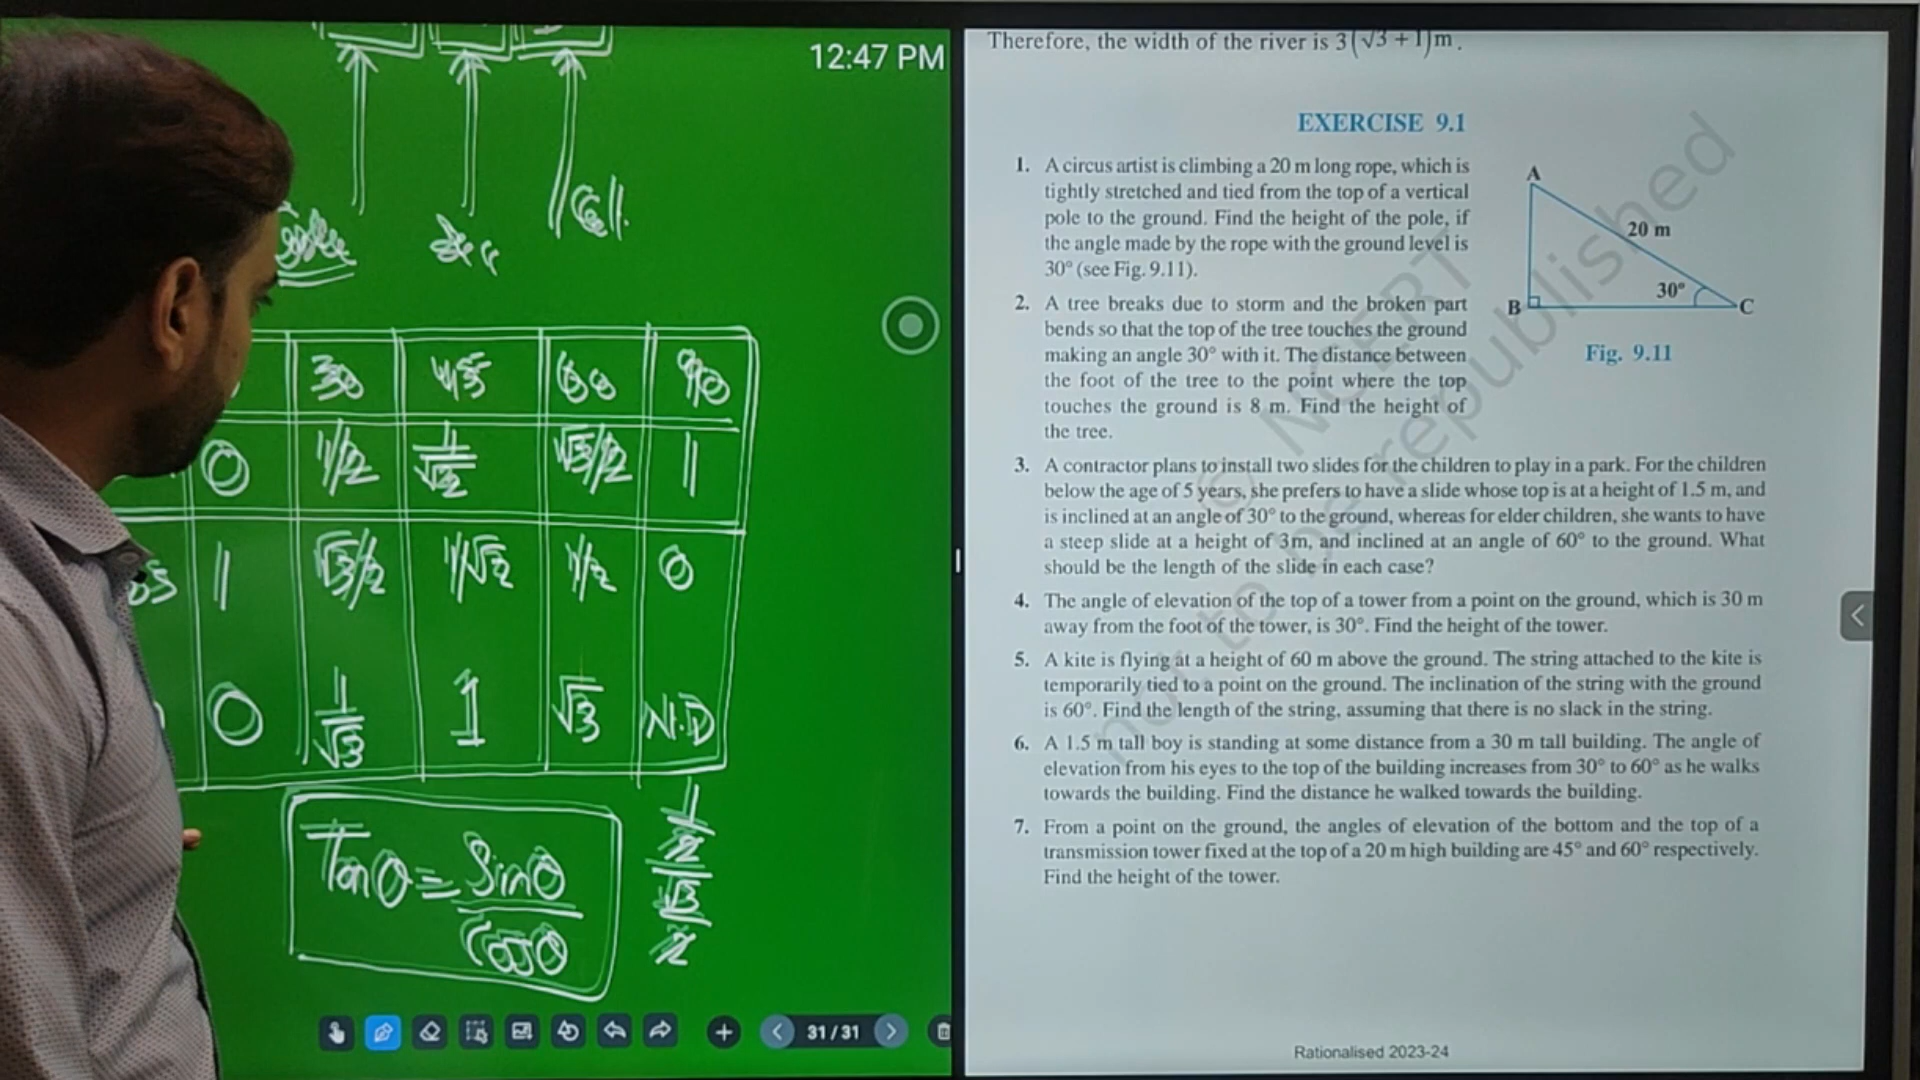 12:47 PM
Cell.
30 45 60 90
0 1/2 1/√2 √3/2 1
os 1 √3/2 1/√2 1/2 0
0 1/√3 1 √3 N.D
Tanθ = Sinθ/Cosθ
1/2
√3/2
31/31
Therefore, the width of the river is 3(√3 + 1)m.
EXERCISE 9.1
1. A circus artist is climbing a 20 m long rope, which is
tightly stretched and tied from the top of a vertical
pole to the ground. Find the height of the pole, if
the angle made by the rope with the ground level is
30° (see Fig. 9.11).
A
20 m
30°
B
C
Fig. 9.11
2. A tree breaks due to storm and the broken part
bends so that the top of the tree touches the ground
making an angle 30° with it. The distance between
the foot of the tree to the point where the top
touches the ground is 8 m. Find the height of
the tree.
3. A contractor plans to install two slides for the children to play in a park. For the children
below the age of 5 years, she prefers to have a slide whose top is at a height of 1.5 m, and
is inclined at an angle of 30° to the ground, whereas for elder children, she wants to have
a steep slide at a height of 3m, and inclined at an angle of 60° to the ground. What
should be the length of the slide in each case?
4. The angle of elevation of the top of a tower from a point on the ground, which is 30 m
away from the foot of the tower, is 30°. Find the height of the tower.
5. A kite is flying at a height of 60 m above the ground. The string attached to the kite is
temporarily tied to a point on the ground. The inclination of the string with the ground
is 60°. Find the length of the string, assuming that there is no slack in the string.
6. A 1.5 m tall boy is standing at some distance from a 30 m tall building. The angle of
elevation from his eyes to the top of the building increases from 30° to 60° as he walks
towards the building. Find the distance he walked towards the building.
7. From a point on the ground, the angles of elevation of the bottom and the top of a
transmission tower fixed at the top of a 20 m high building are 45° and 60° respectively.
Find the height of the tower.
© NCERT
not to be republished
Rationalised 2023-24